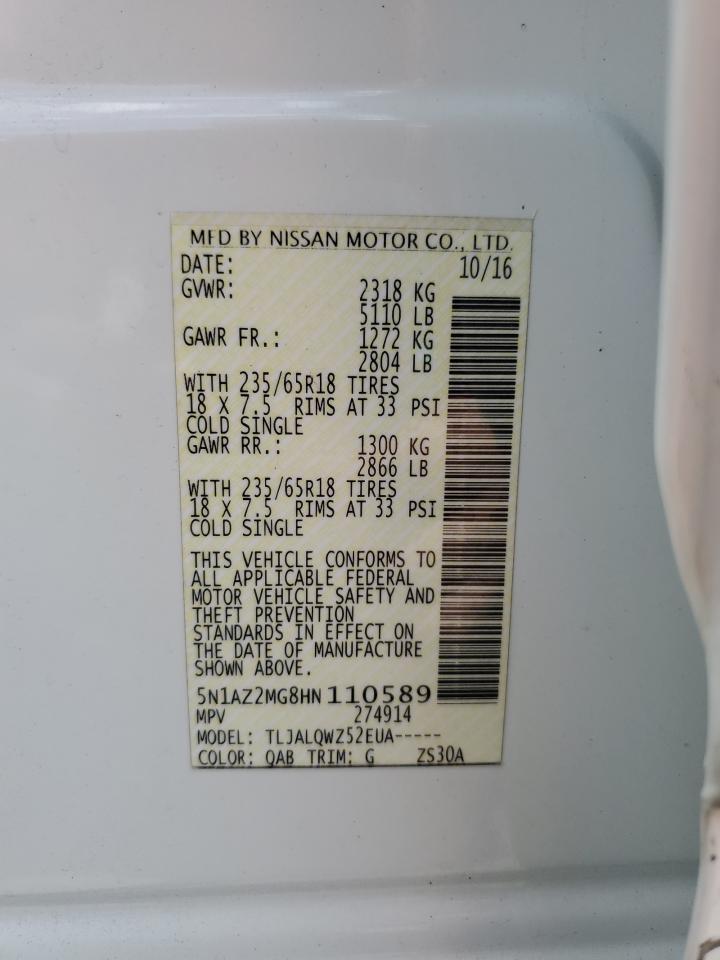 MFD BY NISSAN MOTOR CO., LTD.
DATE: 10/16
GVWR: 2318 KG
5110 LB
GAWR FR.: 1272 KG
2804 LB
WITH 235/65R18 TIRES
18 X 7.5 RIMS AT 33 PSI
COLD SINGLE
GAWR RR.: 1300 KG
2866 LB
WITH 235/65R18 TIRES
18 X 7.5 RIMS AT 33 PSI
COLD SINGLE
THIS VEHICLE CONFORMS TO
ALL APPLICABLE FEDERAL
MOTOR VEHICLE SAFETY AND
THEFT PREVENTION
STANDARDS IN EFFECT ON
THE DATE OF MANUFACTURE
SHOWN ABOVE.
5N1AZ2MG8HN110589
MPV 274914
MODEL: TLJALQWZ52EUA-----
COLOR: QAB TRIM: G ZS30A